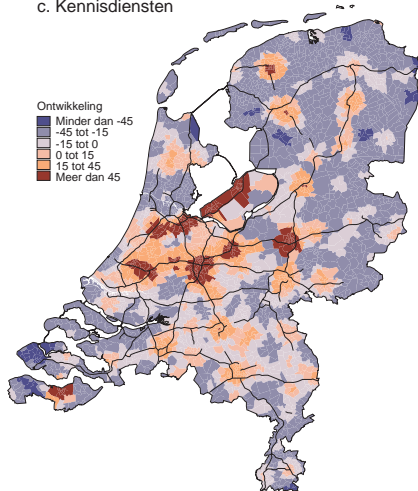 c. Kennisdiensten
Ontwikkeling
Minder dan -45
-45 tot -15
-15 tot 0
0 tot 15
15 tot 45
Meer dan 45